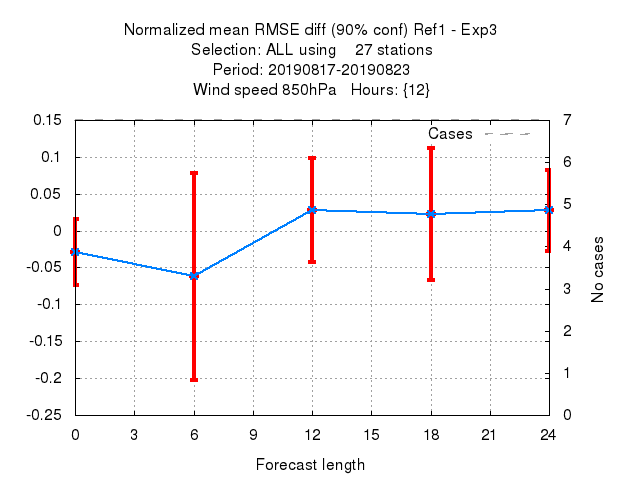 Normalized mean RMSE diff (90% conf) Ref1 - Exp3
Selection: ALL using    27 stations
Period: 20190817-20190823
Wind speed 850hPa   Hours: {12}
Cases
0.15
0.1
0.05
0
-0.05
-0.1
-0.15
-0.2
-0.25
7
6
5
4
3
2
1
0
No cases
0 3 6 9 12 15 18 21 24
Forecast length